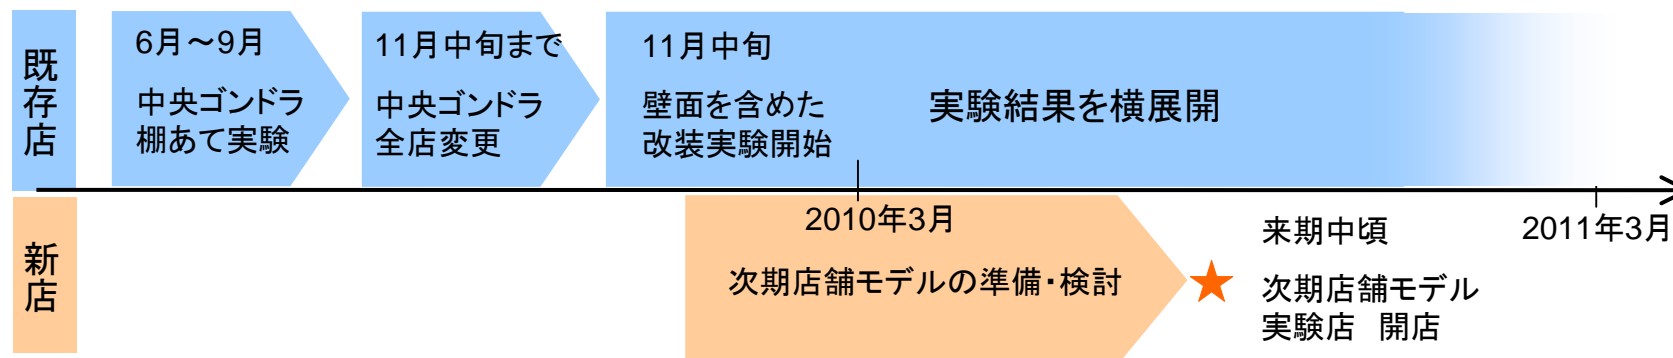 既存店
6月～9月
中央ゴンドラ
棚あて実験
11月中旬まで
中央ゴンドラ
全店変更
11月中旬
壁面を含めた
改装実験開始
実験結果を横展開
2010年3月
2011年3月
新店
次期店舗モデルの準備・検討
来期中頃
次期店舗モデル
実験店　開店